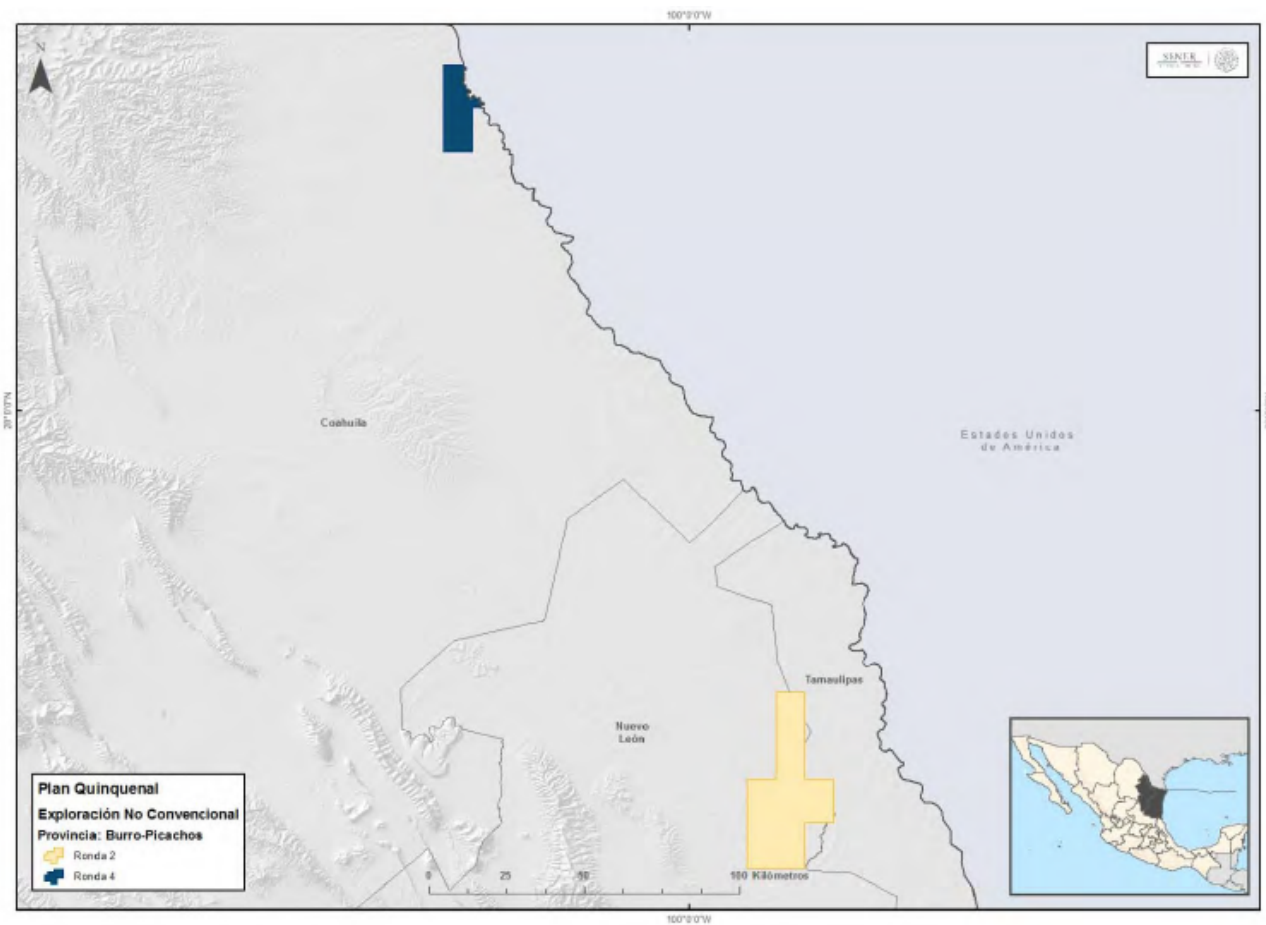 100°0'0"W
N
SENER
Coahuila
Estados Unidos
de América
Tamaulipas
Nuevo
León
Plan Quinquenal
Exploración No Convencional
Provincia: Burro-Picachos
Ronda 2
Ronda 4
0 25 50 100 Kilómetros
100°0'0"W